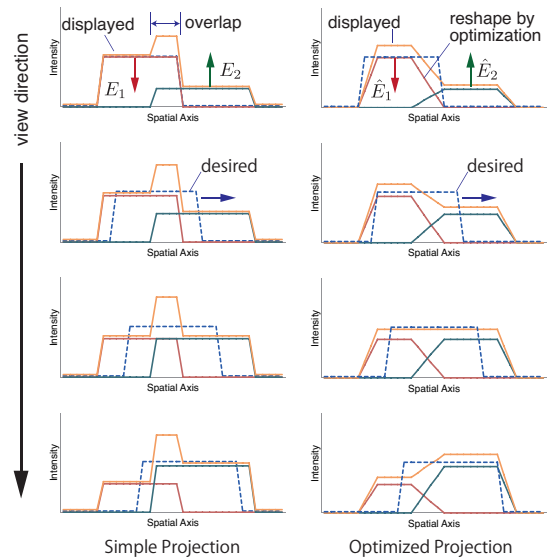 displayed
overlap
E1
E2
Intensity
Spatial Axis
displayed
reshape by
optimization
Ê1
Ê2
Intensity
Spatial Axis
view direction
desired
Intensity
Spatial Axis
desired
Intensity
Spatial Axis
Intensity
Spatial Axis
Intensity
Spatial Axis
Intensity
Spatial Axis
Intensity
Spatial Axis
Simple Projection
Optimized Projection